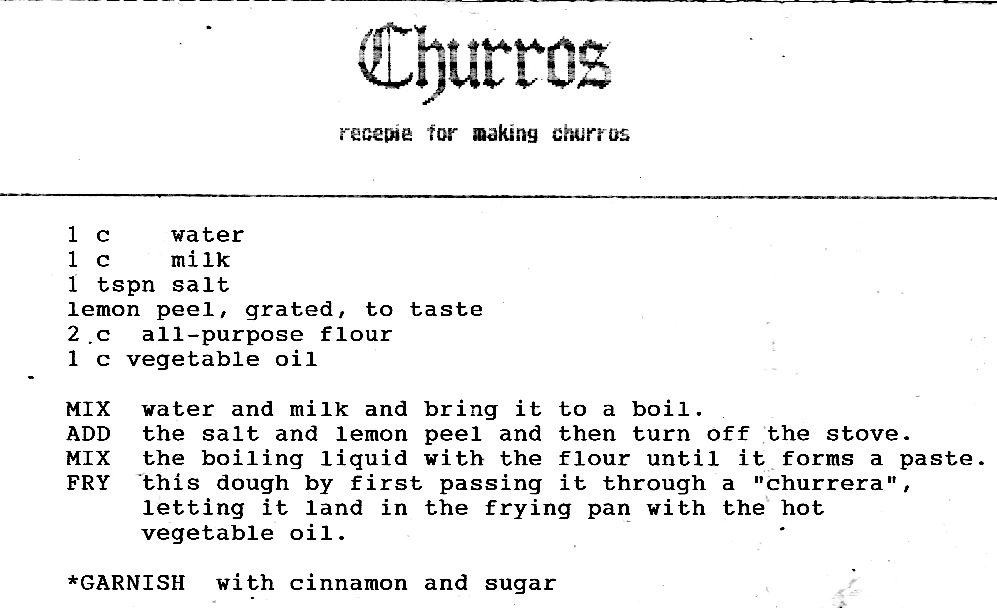 Churros
recepie for making churros
1 c water
1 c milk
1 tspn salt
lemon peel, grated, to taste
2 c all-purpose flour
1 c vegetable oil
MIX water and milk and bring it to a boil.
ADD the salt and lemon peel and then turn off the stove.
MIX the boiling liquid with the flour until it forms a paste.
FRY this dough by first passing it through a "churrera",
letting it land in the frying pan with the hot
vegetable oil.
*GARNISH with cinnamon and sugar